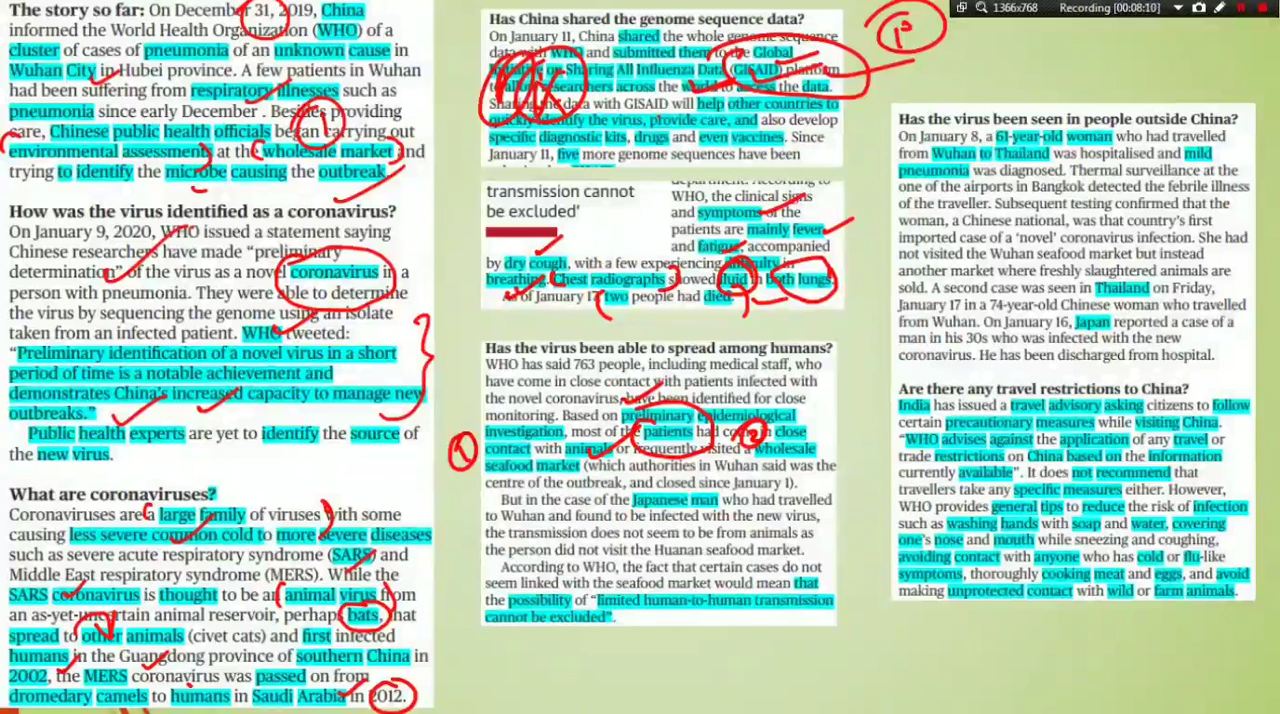 The story so far: On December 31, 2019, China
informed the World Health Organization (WHO) of a
cluster of cases of pneumonia of an unknown cause in
Wuhan City in Hubei province. A few patients in Wuhan
had been suffering from respiratory illnesses such as
pneumonia since early December . Besides providing
care, Chinese public health officials began carrying out
environmental assessments at the wholesale market and
trying to identify the microbe causing the outbreak.
How was the virus identified as a coronavirus?
On January 9, 2020, WHO issued a statement saying
Chinese researchers have made “preliminary
determination” of the virus as a novel coronavirus in a
person with pneumonia. They were able to determine
the virus by sequencing the genome using an isolate
taken from an infected patient. WHO tweeted:
“Preliminary identification of a novel virus in a short
period of time is a notable achievement and
demonstrates China’s increased capacity to manage new
outbreaks.”
Public health experts are yet to identify the source of
the new virus.
What are coronaviruses?
Coronaviruses are a large family of viruses with some
causing less severe common cold to more severe diseases
such as severe acute respiratory syndrome (SARS) and
Middle East respiratory syndrome (MERS). While the
SARS coronavirus is thought to be an animal virus from
an as-yet-uncertain animal reservoir, perhaps bats, that
spread to other animals (civet cats) and first infected
humans in the Guangdong province of southern China in
2002, the MERS coronavirus was passed on from
dromedary camels to humans in Saudi Arabia in 2012.
Has China shared the genome sequence data?
On January 11, China shared the whole genome sequence
data with WHO and submitted them to the Global
Initiative on Sharing All Influenza Data (GISAID) platform
to allow researchers across the world to access the data.
Sharing the data with GISAID will help other countries to
quickly identify the virus, provide care, and also develop
specific diagnostic kits, drugs and even vaccines. Since
January 11, five more genome sequences have been
transmission cannot
be excluded’
department. According to
WHO, the clinical signs
and symptoms of the
patients are mainly fever
and fatigue, accompanied
by dry cough, with a few experiencing difficulty in
breathing. Chest radiographs showed fluid in both lungs.
As of January 17, two people had died.
Has the virus been able to spread among humans?
WHO has said 763 people, including medical staff, who
have come in close contact with patients infected with
the novel coronavirus, have been identified for close
monitoring. Based on preliminary epidemiological
investigation, most of the patients had come in close
contact with animals or frequently visited a wholesale
seafood market (which authorities in Wuhan said was the
centre of the outbreak, and closed since January 1).
But in the case of the Japanese man who had travelled
to Wuhan and found to be infected with the new virus,
the transmission does not seem to be from animals as
the person did not visit the Huanan seafood market.
According to WHO, the fact that certain cases do not
seem linked with the seafood market would mean that
the possibility of “limited human-to-human transmission
cannot be excluded”.
1366x768 Recording [00:08:10]
Has the virus been seen in people outside China?
On January 8, a 61-year-old woman who had travelled
from Wuhan to Thailand was hospitalised and mild
pneumonia was diagnosed. Thermal surveillance at the
one of the airports in Bangkok detected the febrile illness
of the traveller. Subsequent testing confirmed that the
woman, a Chinese national, was that country’s first
imported case of a ‘novel’ coronavirus infection. She had
not visited the Wuhan seafood market but instead
another market where freshly slaughtered animals are
sold. A second case was seen in Thailand on Friday,
January 17 in a 74-year-old Chinese woman who travelled
from Wuhan. On January 16, Japan reported a case of a
man in his 30s who was infected with the new
coronavirus. He has been discharged from hospital.
Are there any travel restrictions to China?
India has issued a travel advisory asking citizens to follow
certain precautionary measures while visiting China.
“WHO advises against the application of any travel or
trade restrictions on China based on the information
currently available”. It does not recommend that
travellers take any specific measures either. However,
WHO provides general tips to reduce the risk of infection
such as washing hands with soap and water, covering
one’s nose and mouth while sneezing and coughing,
avoiding contact with anyone who has cold or flu-like
symptoms, thoroughly cooking meat and eggs, and avoid
making unprotected contact with wild or farm animals.